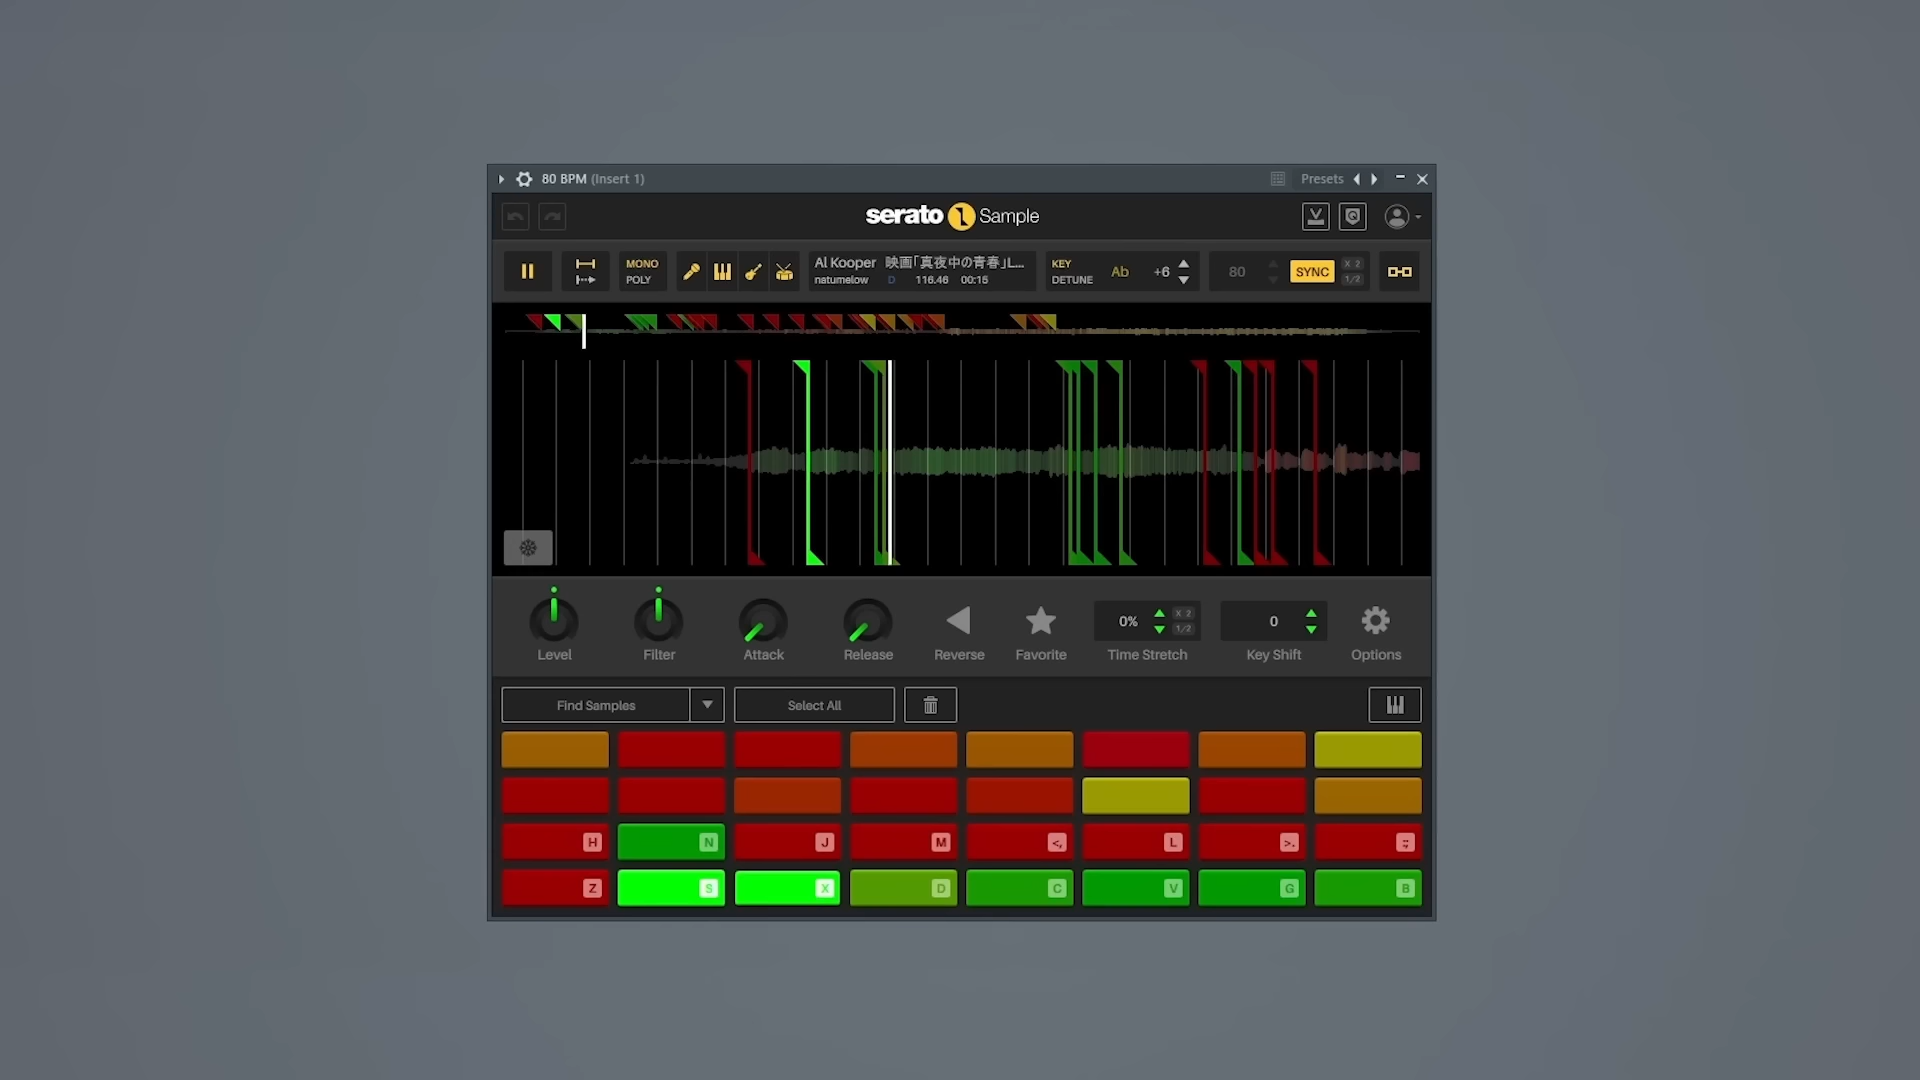 80 BPM (Insert 1)
Presets
serato Sample
MONO
POLY
Al Kooper 映画「真夜中の青春」L...
natumelow D 116.46 00:15
KEY
DETUNE
Ab
+6
80
SYNC
X 2
1/2
Level
Filter
Attack
Release
Reverse
Favorite
0%
X 2
1/2
Time Stretch
0
Key Shift
Options
Find Samples
Select All
H N J M <, L >. :;
Z S X D C V G B